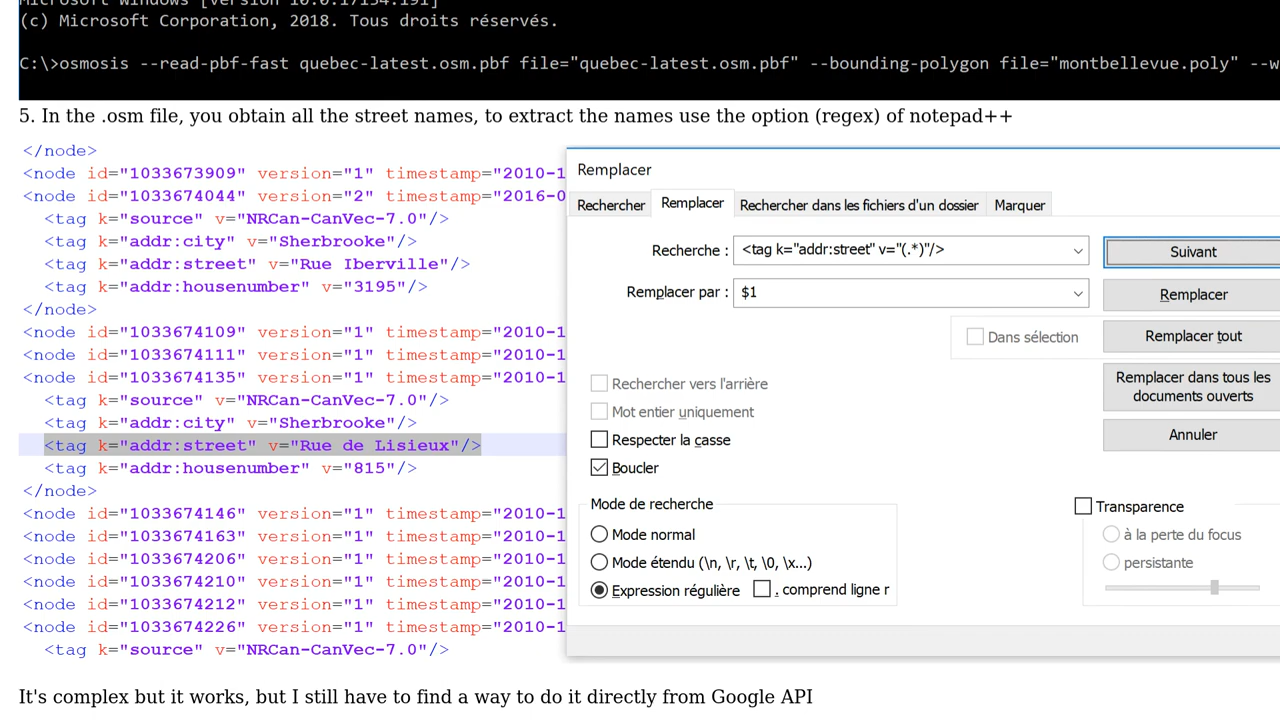 Microsoft Windows [version 10.0.17134.191]
(c) Microsoft Corporation, 2018. Tous droits réservés.
C:\>osmosis --read-pbf-fast quebec-latest.osm.pbf file="quebec-latest.osm.pbf" --bounding-polygon file="montbellevue.poly" --w
5. In the .osm file, you obtain all the street names, to extract the names use the option (regex) of notepad++
</node>
<node id="1033673909" version="1" timestamp="2010-1
<node id="1033674044" version="2" timestamp="2016-0
<tag k="source" v="NRCan-CanVec-7.0"/>
<tag k="addr:city" v="Sherbrooke"/>
<tag k="addr:street" v="Rue Iberville"/>
<tag k="addr:housenumber" v="3195"/>
</node>
<node id="1033674109" version="1" timestamp="2010-1
<node id="1033674111" version="1" timestamp="2010-1
<node id="1033674135" version="1" timestamp="2010-1
<tag k="source" v="NRCan-CanVec-7.0"/>
<tag k="addr:city" v="Sherbrooke"/>
<tag k="addr:street" v="Rue de Lisieux"/>
<tag k="addr:housenumber" v="815"/>
</node>
<node id="1033674146" version="1" timestamp="2010-1
<node id="1033674163" version="1" timestamp="2010-1
<node id="1033674206" version="1" timestamp="2010-1
<node id="1033674210" version="1" timestamp="2010-1
<node id="1033674212" version="1" timestamp="2010-1
<node id="1033674226" version="1" timestamp="2010-1
<tag k="source" v="NRCan-CanVec-7.0"/>
Remplacer
Rechercher Remplacer Rechercher dans les fichiers d'un dossier Marquer
Recherche : <tag k="addr:street" v="(.*)"/> Suivant
Remplacer par : $1 Remplacer
Dans sélection Remplacer tout
Remplacer dans tous les
documents ouverts
Annuler
Rechercher vers l'arrière
Mot entier uniquement
Respecter la casse
Boucler
Mode de recherche
Mode normal
Mode étendu (\n, \r, \t, \0, \x...)
Expression régulière . comprend ligne r
Transparence
à la perte du focus
persistante
It's complex but it works, but I still have to find a way to do it directly from Google API